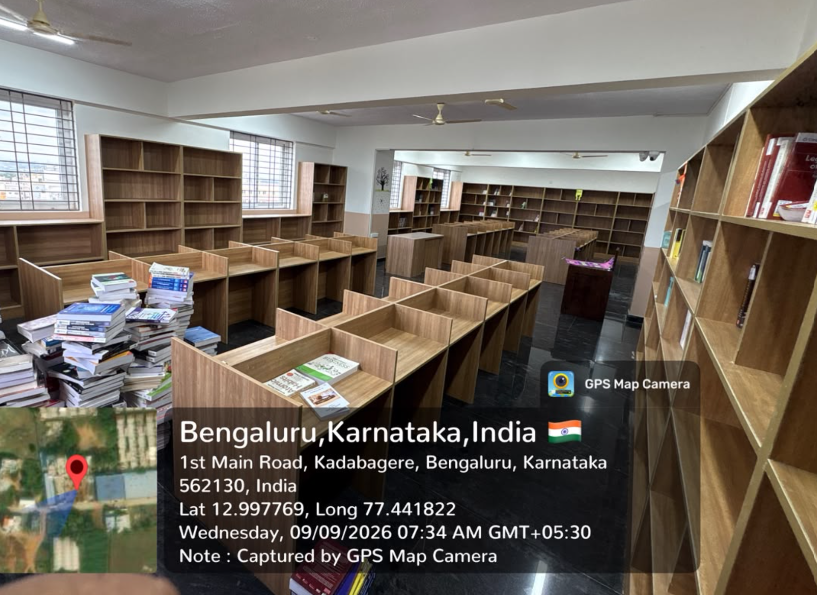 GPS Map Camera
Bengaluru,Karnataka,India
1st Main Road, Kadabagere, Bengaluru, Karnataka
562130, India
Lat 12.997769, Long 77.441822
Wednesday, 09/09/2026 07:34 AM GMT+05:30
Note : Captured by GPS Map Camera